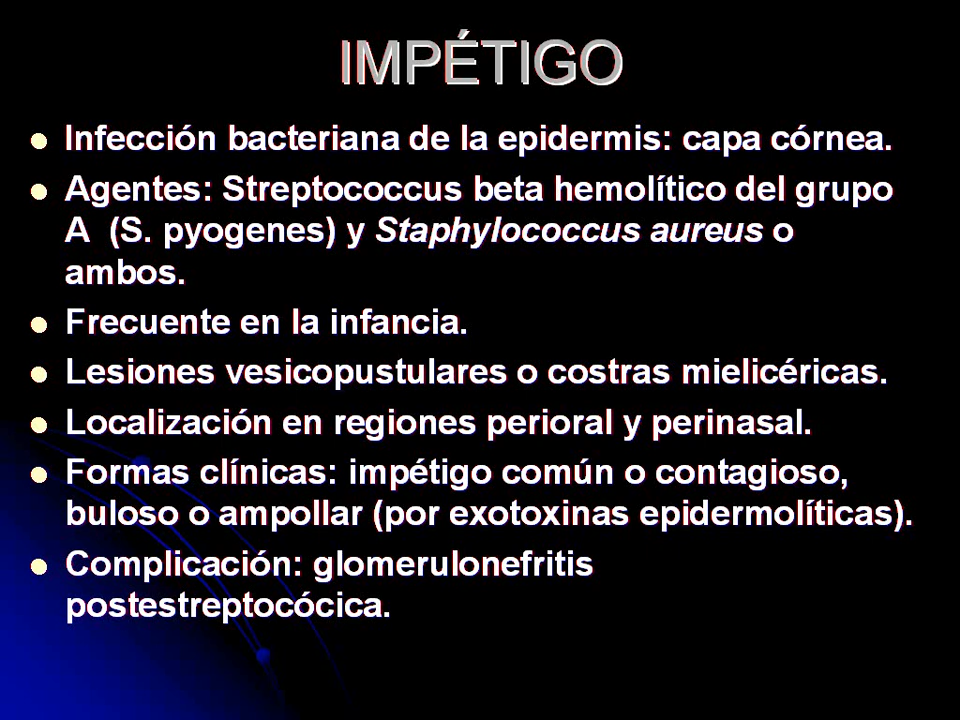 IMPÉTIGO
Infección bacteriana de la epidermis: capa córnea.
Agentes: Streptococcus beta hemolítico del grupo
A  (S. pyogenes) y Staphylococcus aureus o
ambos.
Frecuente en la infancia.
Lesiones vesicopustulares o costras mielicéricas.
Localización en regiones perioral y perinasal.
Formas clínicas: impétigo común o contagioso,
buloso o ampollar (por exotoxinas epidermolíticas).
Complicación: glomerulonefritis
postestreptocócica.